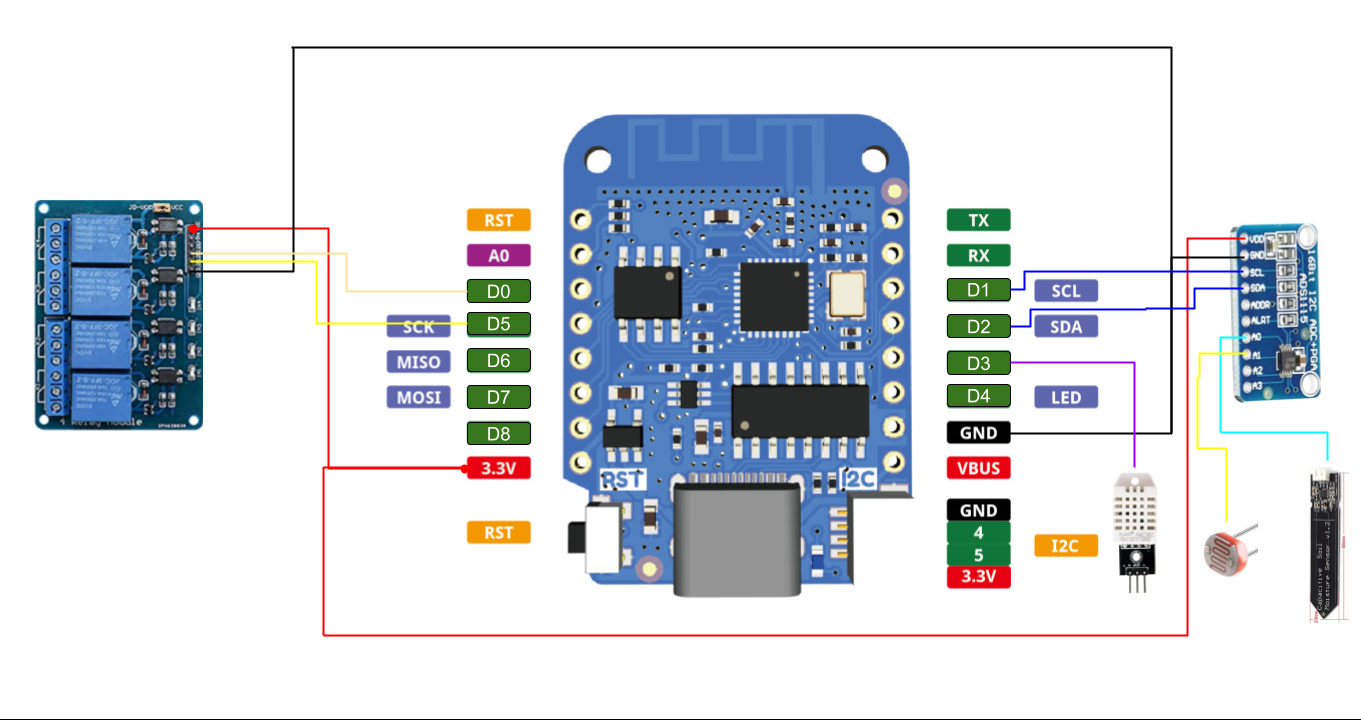 JD-VCC VCC
4 Relay Module
RST
A0
D0
SCK D5
MISO D6
MOSI D7
D8
3.3V
RST
RST
I2C
TX
RX
D1 SCL
D2 SDA
D3
D4 LED
GND
VBUS
GND
4
5
3.3V
I2C
VDD
GND
SCL
SDA
ADDR
ALRT
A0
A1
A2
A3
16Bit I2C ADC+PGA
ADS1115
Capacitive Soil
Moisture Sensor v1.2